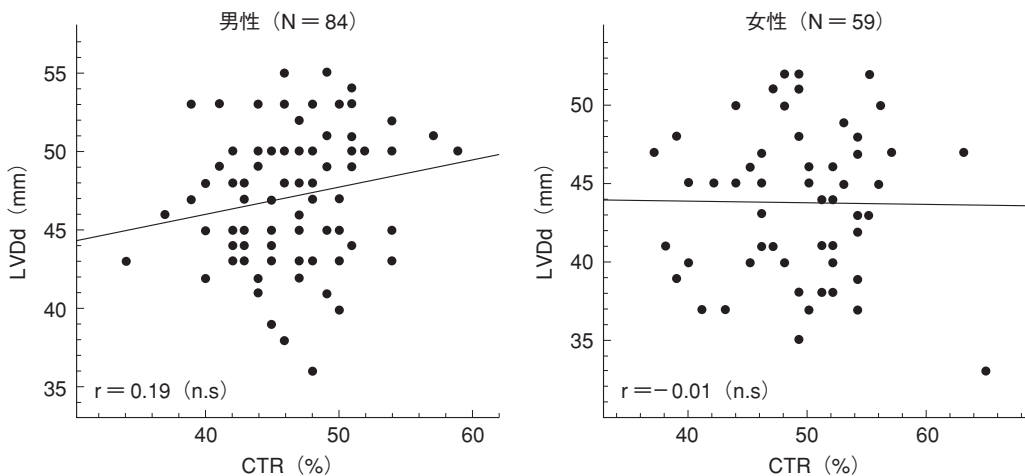 男性（N＝84）
LVDd（mm）
55
50
45
40
35
r＝0.19（n.s）
40
50
60
CTR（%）
女性（N＝59）
LVDd（mm）
50
45
40
35
r＝−0.01（n.s）
40
50
60
CTR（%）